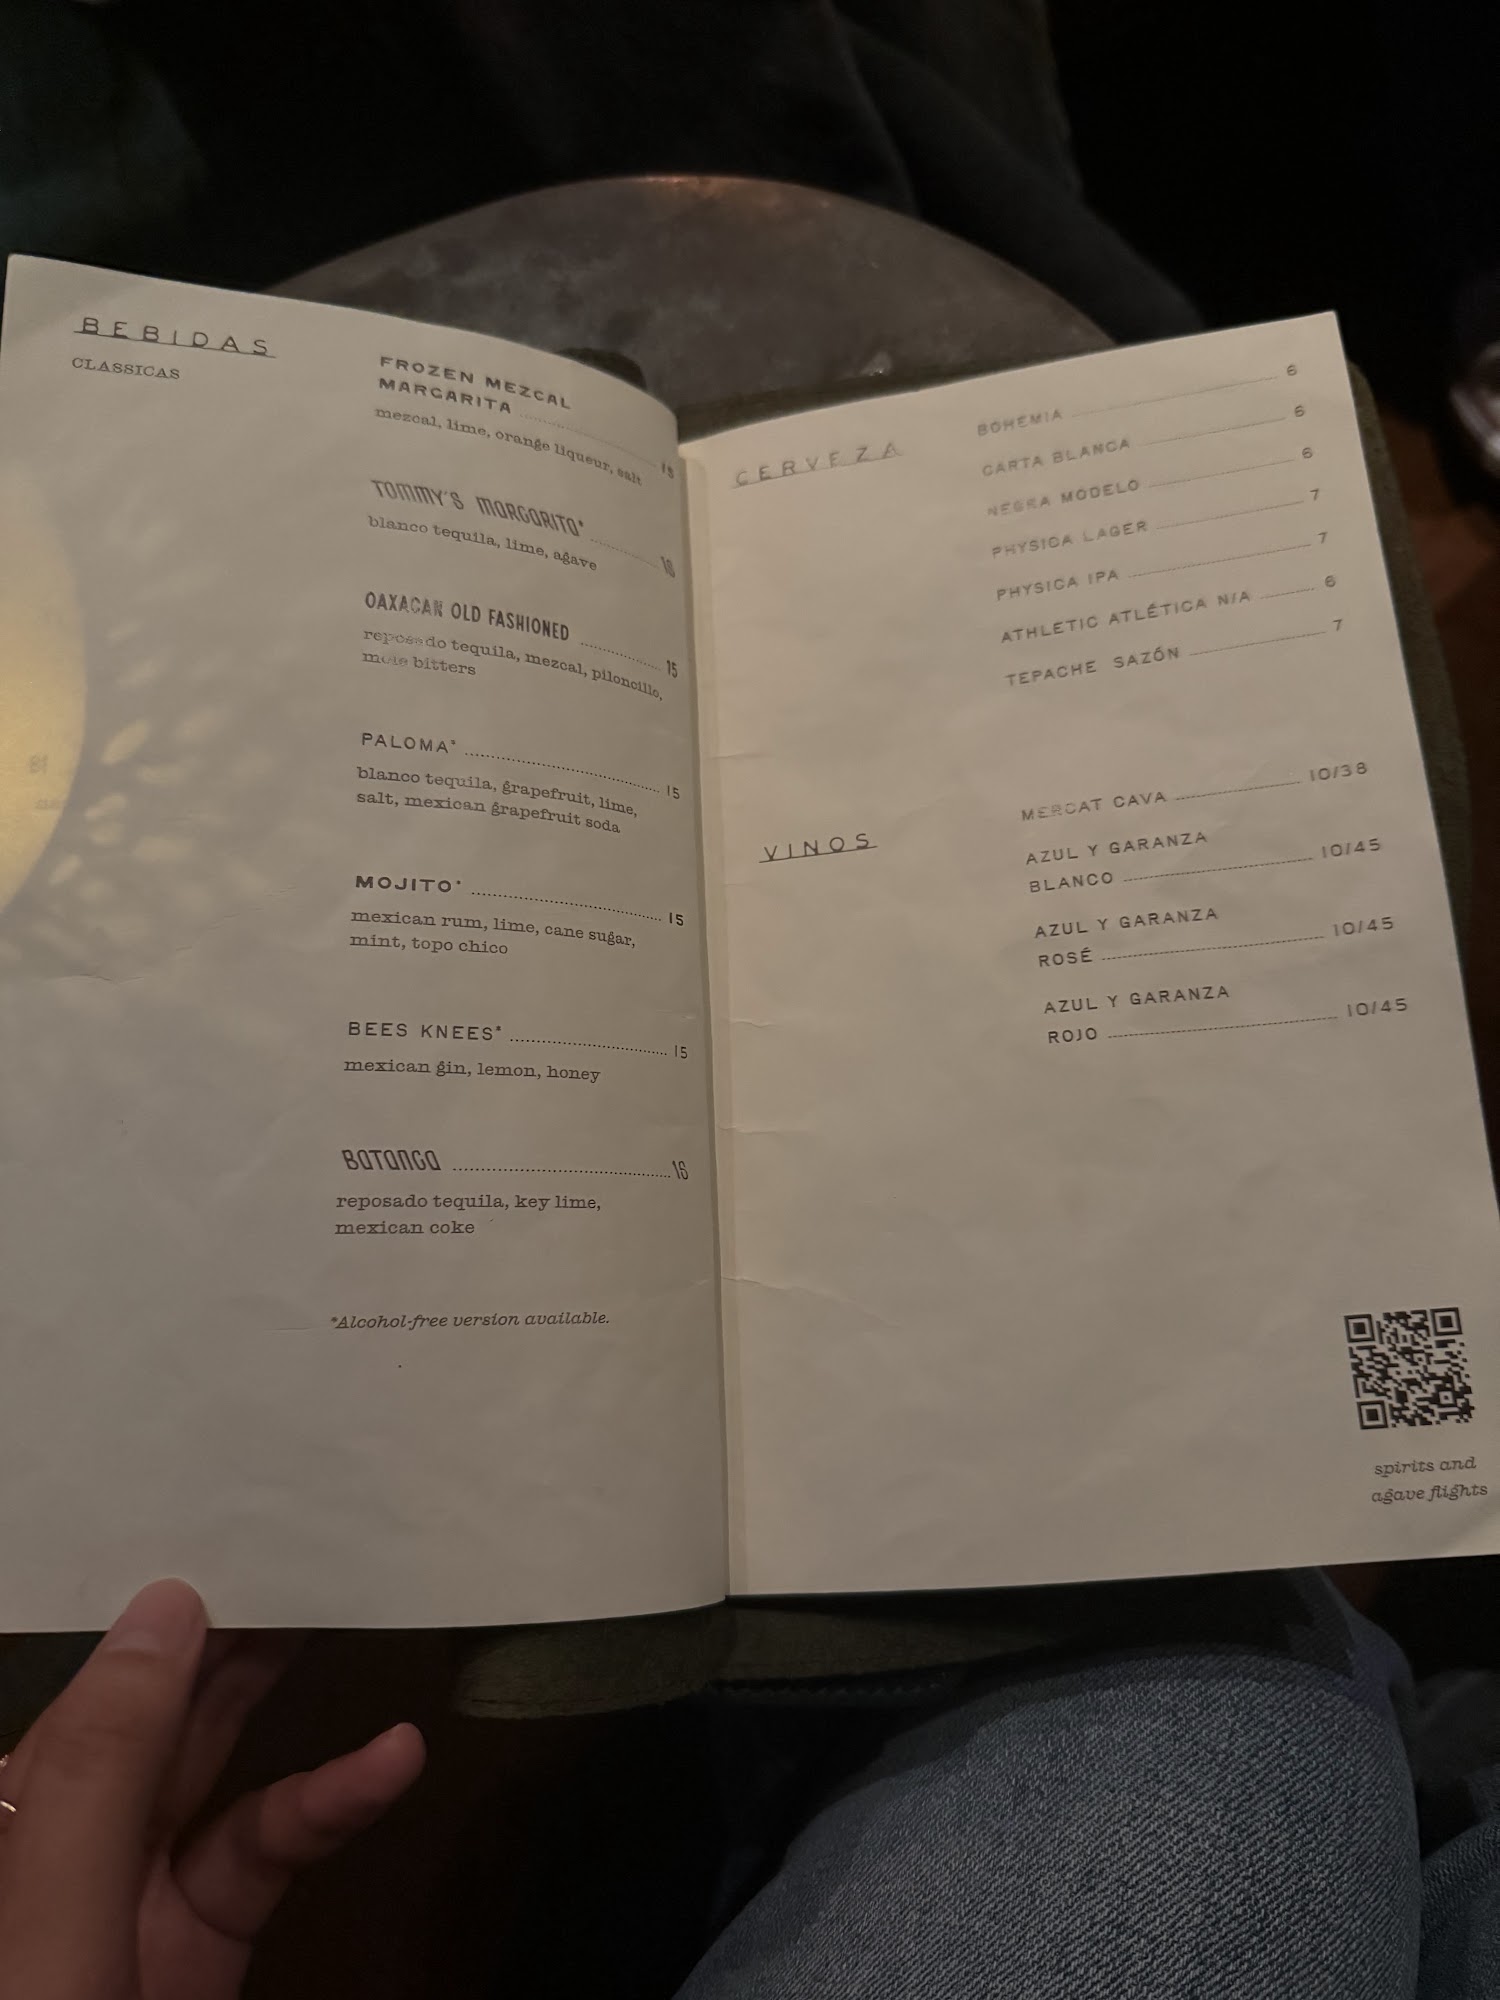 BEBIDAS
CLASSICAS
FROZEN MEZCAL
MARGARITA 15
mezcal, lime, orange liqueur, salt
TOMMY'S MARGARITA*
blanco tequila, lime, agave
OAXACAN OLD FASHIONED 15
reposado tequila, mezcal, piloncillo,
mole bitters
PALOMA* 15
blanco tequila, grapefruit, lime,
salt, mexican grapefruit soda
MOJITO* 15
mexican rum, lime, cane sugar,
mint, topo chico
BEES KNEES* 15
mexican gin, lemon, honey
BATANGA
reposado tequila, key lime,
mexican coke
*Alcohol-free version available.
CERVEZA
BOHEMIA 6
CARTA BLANCA 6
NEGRA MODELO 6
PHYSICA LAGER 7
PHYSICA IPA 7
ATHLETIC ATLÉTICA N/A 6
TEPACHE SAZÓN 7
VINOS
MERCAT CAVA 10/38
AZUL Y GARANZA
BLANCO 10/45
AZUL Y GARANZA
ROSÉ 10/45
AZUL Y GARANZA
ROJO 10/45
spirits and
agave flights